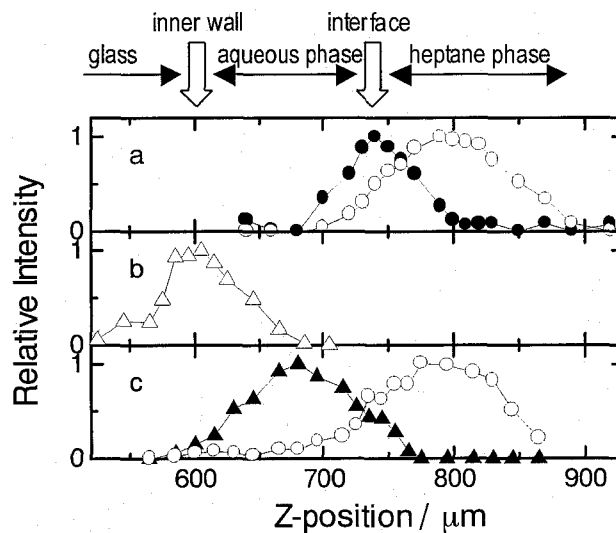 inner wall interface
glass aqueous phase heptane phase
1 a
0
1 b
0
1 c
0
600 700 800 900
Relative Intensity
Z-position / μm